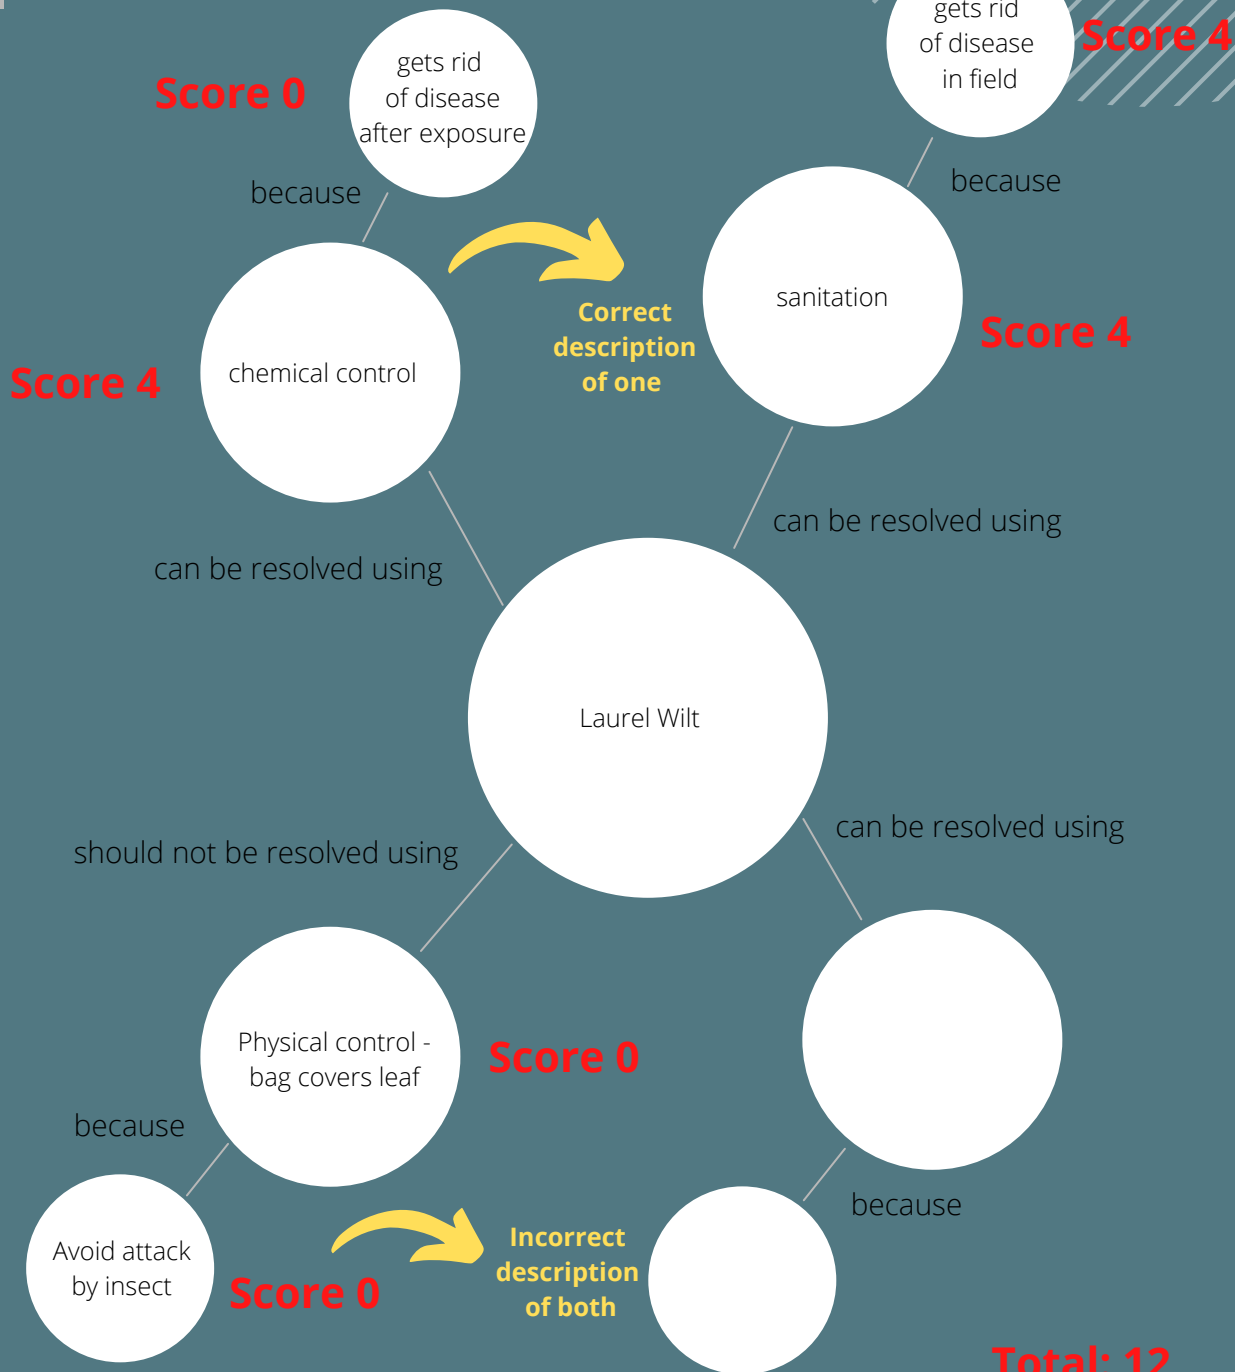 gets rid
of disease
in field
Score 4
gets rid
of disease
after exposure
Score 0
because
because
sanitation
Score 4
Correct
description
of one
chemical control
Score 4
can be resolved using
can be resolved using
Laurel Wilt
can be resolved using
should not be resolved using
Physical control -
bag covers leaf
Score 0
because
because
Avoid attack
by insect
Score 0
Incorrect
description
of both
Total: 12